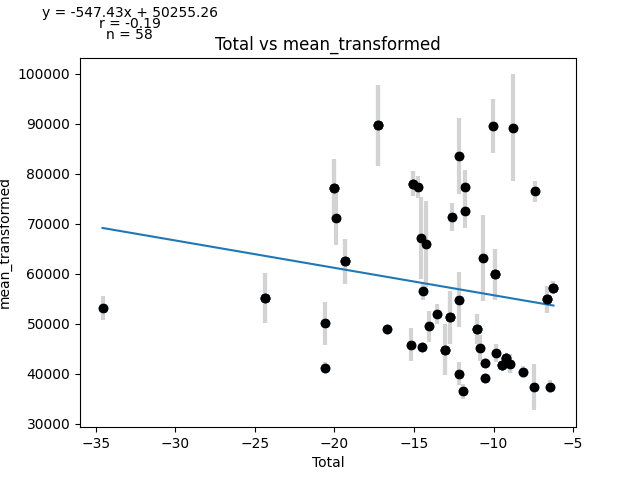 y = -547.43x + 50255.26
r = -0.19
n = 58
Total vs mean_transformed
100000
90000
80000
70000
60000
50000
40000
30000
mean_transformed
−35 −30 −25 −20 −15 −10 −5
Total